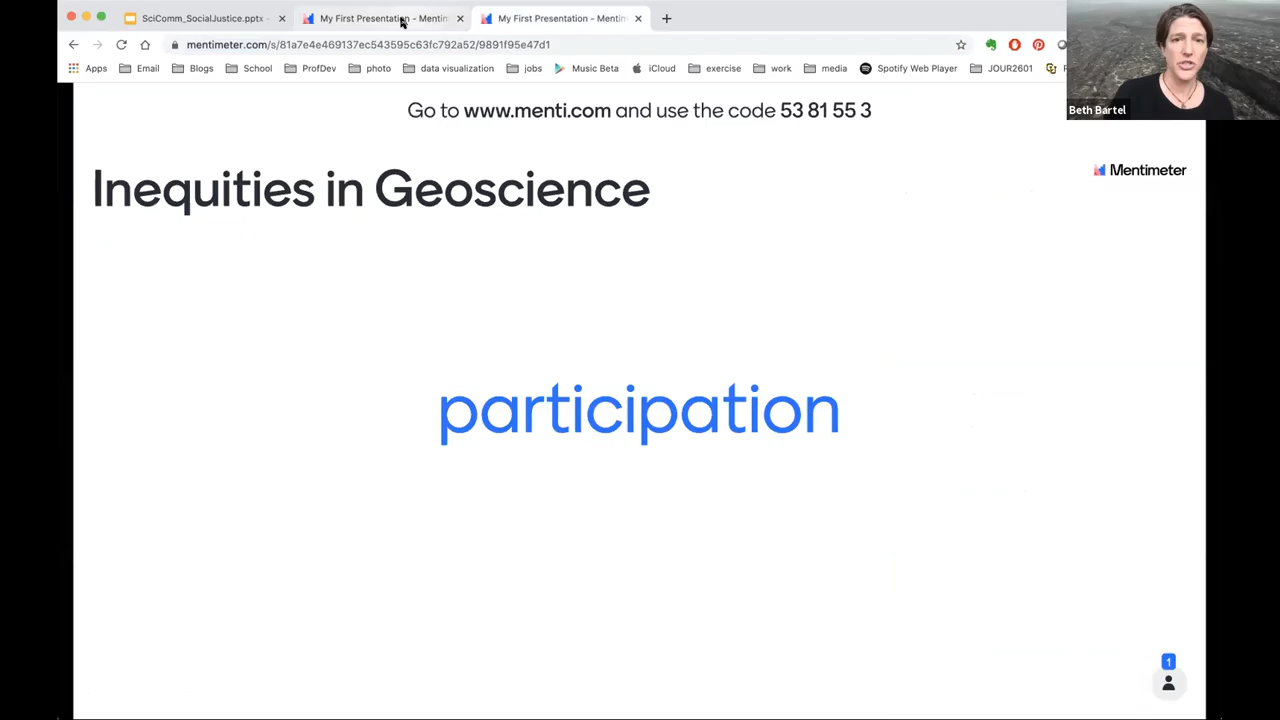 SciComm_SocialJustice.pptx -
My First Presentation - Mentim
My First Presentation - Mentim
mentimeter.com/s/81a7e4e469137ec543595c63fc792a52/9891f95e47d1
Apps Email Blogs School ProfDev photo data visualization jobs Music Beta iCloud exercise work media Spotify Web Player JOUR2601
Beth Bartel
Go to www.menti.com and use the code 53 81 55 3
Inequities in Geoscience
Mentimeter
participation
1